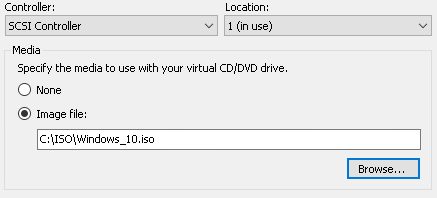 Controller:
Location:
SCSI Controller
1 (in use)
Media
Specify the media to use with your virtual CD/DVD drive.
None
Image file:
C:\ISO\Windows_10.iso
Browse...